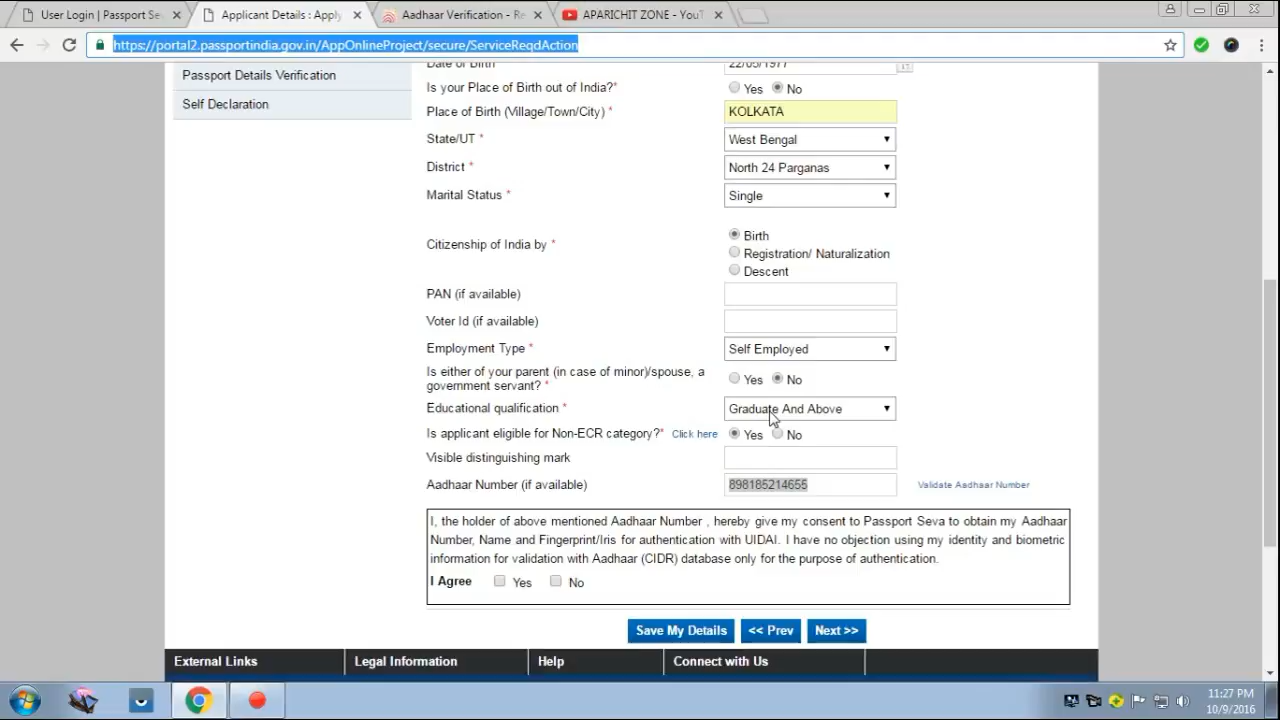 User Login | Passport Se
Applicant Details : Apply
Aadhaar Verification - Re
APARICHIT ZONE - YouT
https://portal2.passportindia.gov.in/AppOnlineProject/secure/ServiceReqdAction
Date of Birth 22/05/1977
Passport Details Verification
Is your Place of Birth out of India?* Yes No
Self Declaration
Place of Birth (Village/Town/City) * KOLKATA
State/UT * West Bengal
District * North 24 Parganas
Marital Status * Single
Citizenship of India by * Birth
Registration/ Naturalization
Descent
PAN (if available)
Voter Id (if available)
Employment Type * Self Employed
Is either of your parent (in case of minor)/spouse, a
government servant? * Yes No
Educational qualification * Graduate And Above
Is applicant eligible for Non-ECR category?* Click here Yes No
Visible distinguishing mark
Aadhaar Number (if available) 898185214655 Validate Aadhaar Number
I, the holder of above mentioned Aadhaar Number , hereby give my consent to Passport Seva to obtain my Aadhaar
Number, Name and Fingerprint/Iris for authentication with UIDAI. I have no objection using my identity and biometric
information for validation with Aadhaar (CIDR) database only for the purpose of authentication.
I Agree Yes No
Save My Details << Prev Next >>
External Links Legal Information Help Connect with Us
11:27 PM
10/9/2016